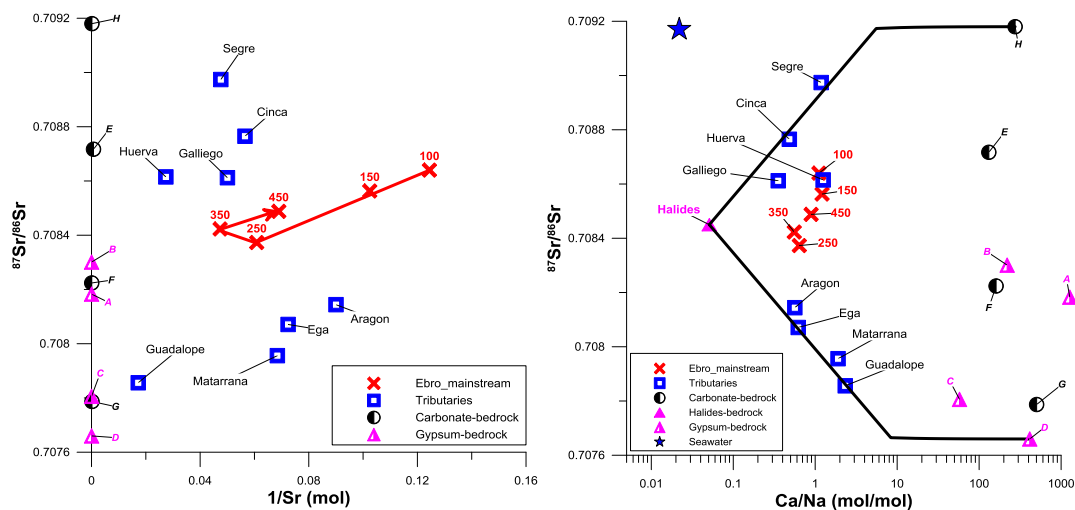 0.7092
0.7088
0.7084
0.708
0.7076
87Sr/86Sr
H
E
B
F
A
C
G
D
Segre
Cinca
Huerva
Galliego
100
150
450
350
250
Aragon
Ega
Guadalope
Matarrana
Ebro_mainstream
Tributaries
Carbonate-bedrock
Gypsum-bedrock
0 0.04 0.08 0.12 0.16
1/Sr (mol)
0.7092
0.7088
0.7084
0.708
0.7076
87Sr/86Sr
H
Segre
Cinca
E
Huerva
100
Galliego
150
Halides
350
450
250
B
A
F
Aragon
Ega
Matarrana
Guadalope
C
G
D
Ebro_mainstream
Tributaries
Carbonate-bedrock
Halides-bedrock
Gypsum-bedrock
Seawater
0.01 0.1 1 10 100 1000
Ca/Na (mol/mol)